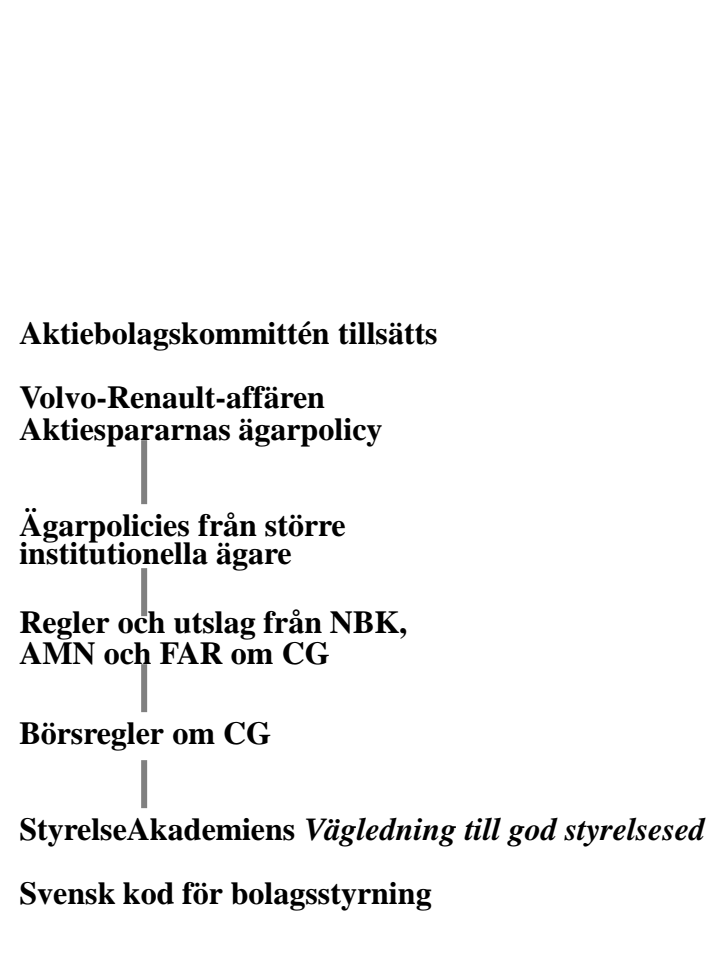 Aktiebolagskommittén tillsätts
Volvo-Renault-affären
Aktiespararnas ägarpolicy
Ägarpolicies från större
institutionella ägare
Regler och utslag från NBK,
AMN och FAR om CG
Börsregler om CG
StyrelseAkademiens Vägledning till god styrelsesed
Svensk kod för bolagsstyrning